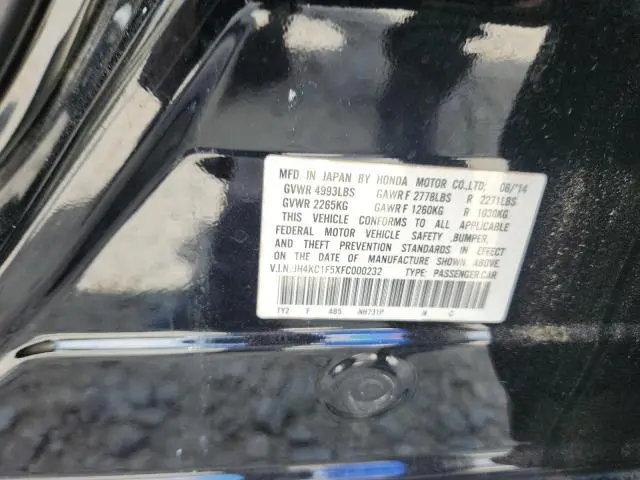 MFD. IN JAPAN BY HONDA MOTOR CO.,LTD. 08/'14
GVWR 4993LBS GAWR F 2778LBS R 2271LBS
GVWR 2265KG GAWR F 1260KG R 1030KG
THIS VEHICLE CONFORMS TO ALL APPLICABLE
FEDERAL MOTOR VEHICLE SAFETY ,BUMPER,
AND THEFT PREVENTION STANDARDS IN EFFECT
ON THE DATE OF MANUFACTURE SHOWN ABOVE.
V.I.N: JH4KC1F5XFC000232 TYPE: PASSENGER CAR
TY2 F AB5 NH731P N C